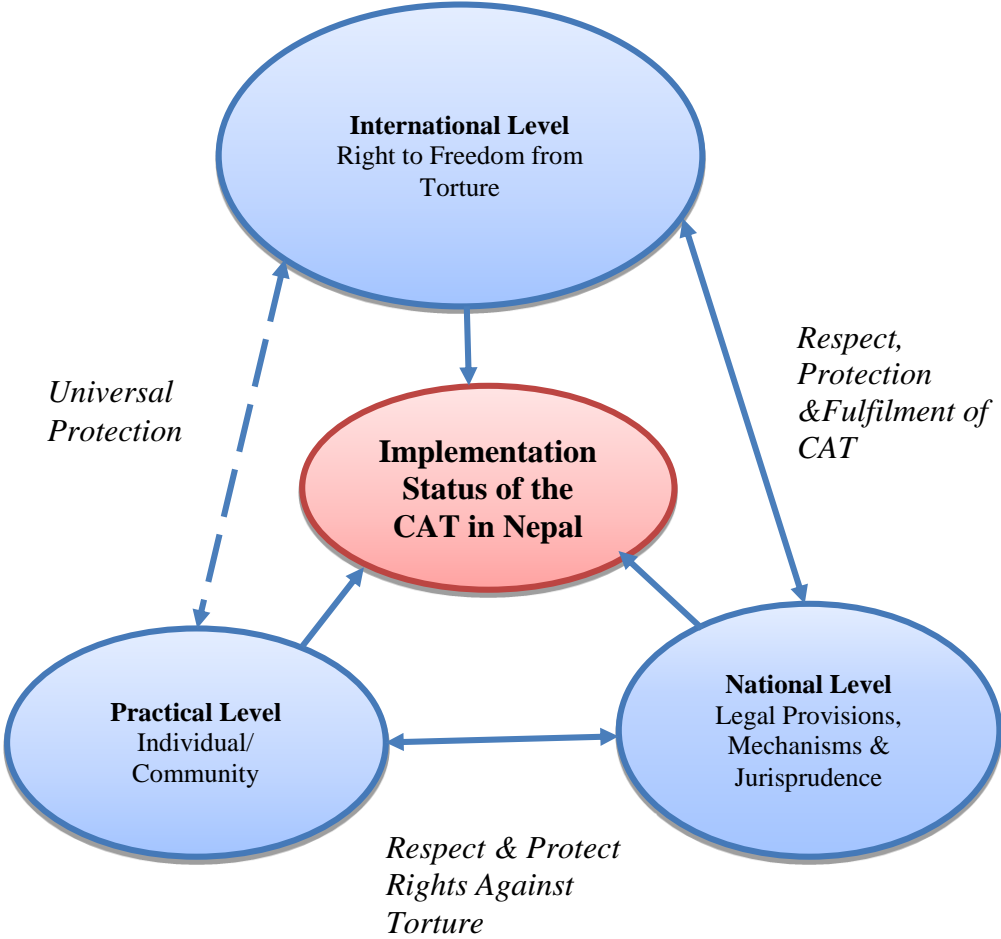 International Level
Right to Freedom from
Torture
Universal
Protection
Respect,
Protection
&Fulfilment of
CAT
Implementation
Status of the
CAT in Nepal
Practical Level
Individual/
Community
National Level
Legal Provisions,
Mechanisms &
Jurisprudence
Respect & Protect
Rights Against
Torture